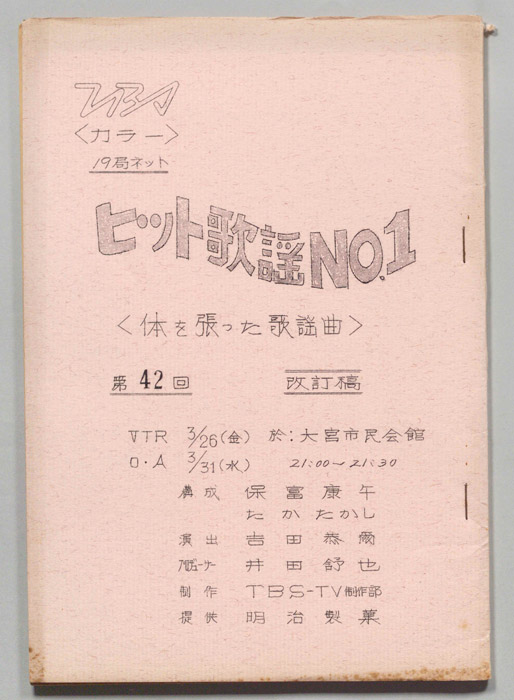 TBS
〈カラー〉
19局ネット
ヒット歌謡NO.1
〈体を張った歌謡曲〉
第42回 改訂稿
VTR 3/26(金) 於:大宮市民会館
O・A 3/31(水) 21:00～21:30
構成 保富康午
たかたかし
演出 吉田恭爾
プロデューサー 井田舒也
制作 TBS-TV制作部
提供 明治製菓